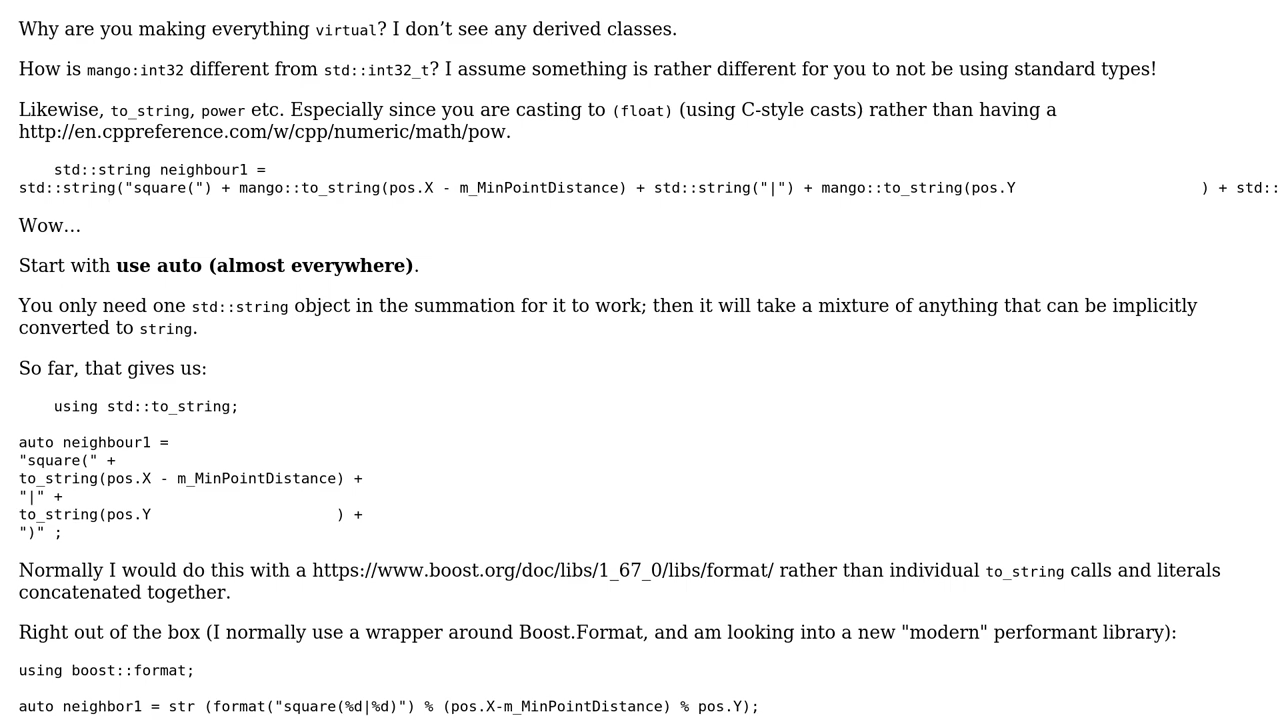 Why are you making everything virtual? I don’t see any derived classes.
How is mango:int32 different from std::int32_t? I assume something is rather different for you to not be using standard types!
Likewise, to_string, power etc. Especially since you are casting to (float) (using C-style casts) rather than having a
http://en.cppreference.com/w/cpp/numeric/math/pow.
    std::string neighbour1 =
std::string("square(") + mango::to_string(pos.X - m_MinPointDistance) + std::string("|") + mango::to_string(pos.Y                     ) + std::
Wow…
Start with use auto (almost everywhere).
You only need one std::string object in the summation for it to work; then it will take a mixture of anything that can be implicitly
converted to string.
So far, that gives us:
    using std::to_string;
auto neighbour1 =
"square(" +
to_string(pos.X - m_MinPointDistance) +
"|" +
to_string(pos.Y                     ) +
")" ;
Normally I would do this with a https://www.boost.org/doc/libs/1_67_0/libs/format/ rather than individual to_string calls and literals
concatenated together.
Right out of the box (I normally use a wrapper around Boost.Format, and am looking into a new "modern" performant library):
using boost::format;
auto neighbor1 = str (format("square(%d|%d)") % (pos.X-m_MinPointDistance) % pos.Y);